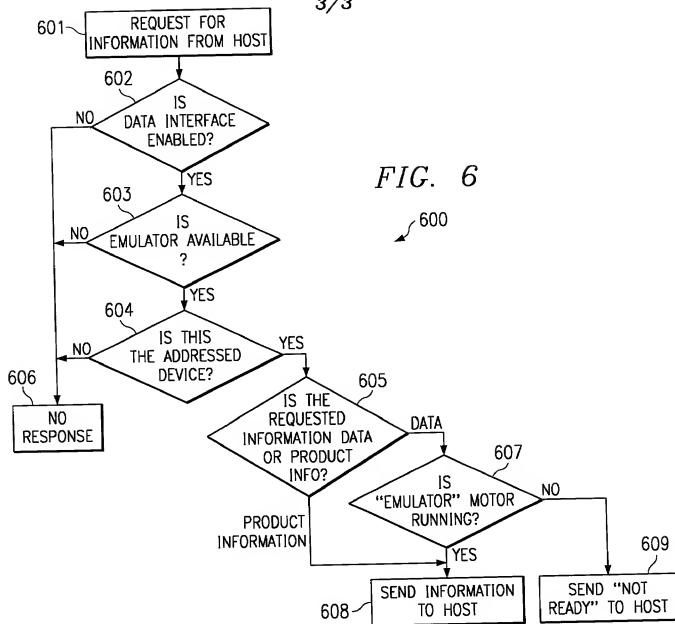 3/3
601
REQUEST FOR
INFORMATION FROM HOST
602
IS
DATA INTERFACE
ENABLED?
NO
YES
FIG. 6
600
603
IS
EMULATOR AVAILABLE
?
NO
YES
604
IS THIS
THE ADDRESSED
DEVICE?
NO
YES
606
NO
RESPONSE
605
IS THE
REQUESTED
INFORMATION DATA
OR PRODUCT
INFO?
DATA
607
IS
"EMULATOR" MOTOR
RUNNING?
NO
PRODUCT
INFORMATION
YES
608
SEND INFORMATION
TO HOST
609
SEND "NOT
READY" TO HOST